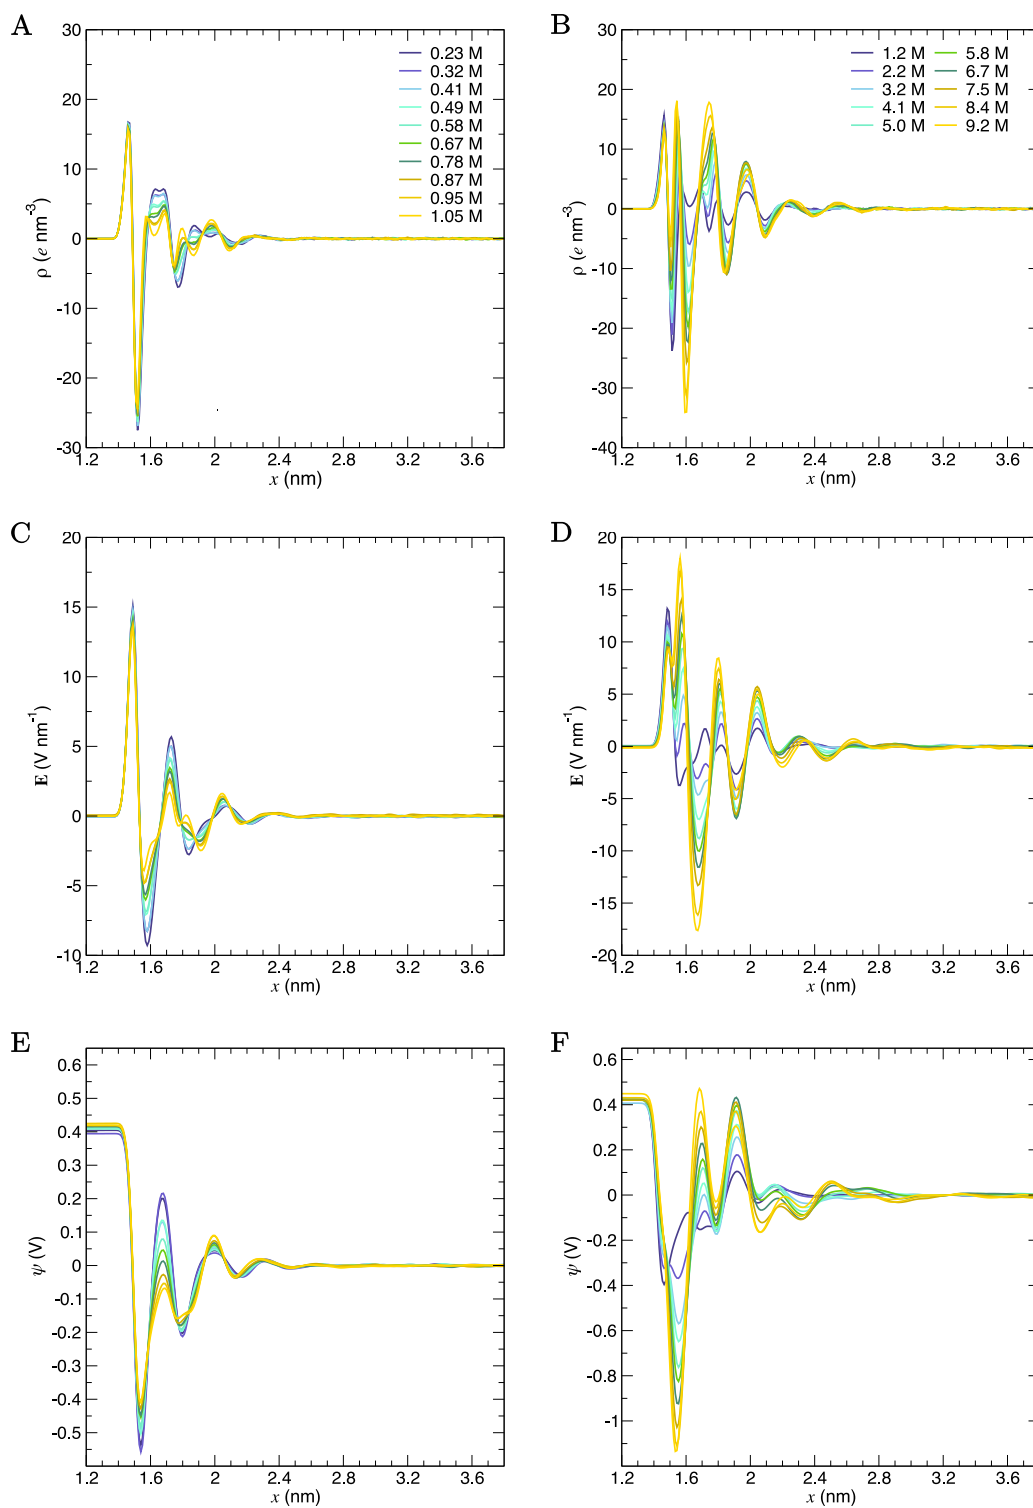 A
30
20
10
0
-10
-20
-30
ρ (e nm⁻³)
1.2 1.6 2 2.4 2.8 3.2 3.6
x (nm)
0.23 M
0.32 M
0.41 M
0.49 M
0.58 M
0.67 M
0.78 M
0.87 M
0.95 M
1.05 M
B
30
20
10
0
-10
-20
-30
-40
ρ (e nm⁻³)
1.2 1.6 2 2.4 2.8 3.2 3.6
x (nm)
1.2 M 5.8 M
2.2 M 6.7 M
3.2 M 7.5 M
4.1 M 8.4 M
5.0 M 9.2 M
C
20
15
10
5
0
-5
-10
E (V nm⁻¹)
1.2 1.6 2 2.4 2.8 3.2 3.6
x (nm)
D
20
15
10
5
0
-5
-10
-15
-20
E (V nm⁻¹)
1.2 1.6 2 2.4 2.8 3.2 3.6
x (nm)
E
0.6
0.5
0.4
0.3
0.2
0.1
0
-0.1
-0.2
-0.3
-0.4
-0.5
ψ (V)
1.2 1.6 2 2.4 2.8 3.2 3.6
x (nm)
F
0.6
0.4
0.2
0
-0.2
-0.4
-0.6
-0.8
-1
ψ (V)
1.2 1.6 2 2.4 2.8 3.2 3.6
x (nm)